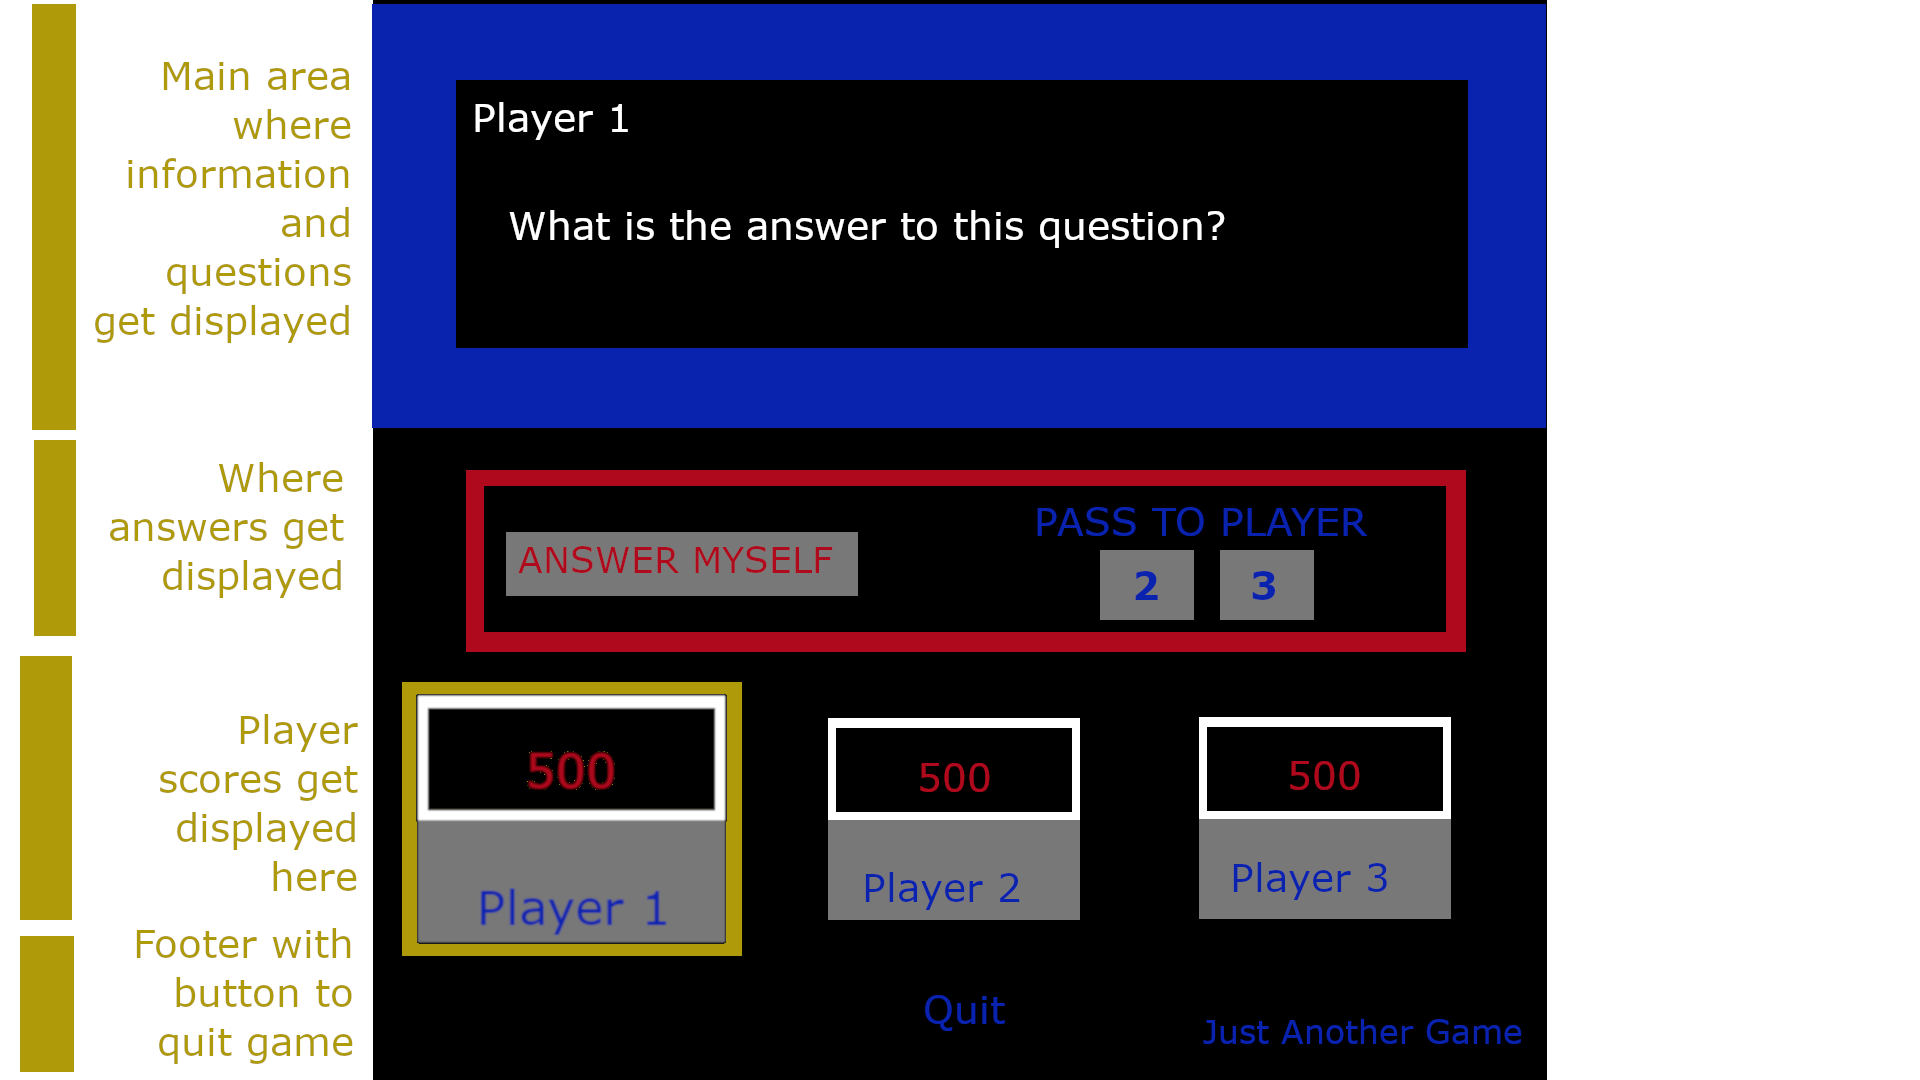 Main area
where
information
and
questions
get displayed
Player 1
What is the answer to this question?
Where
answers get
displayed
ANSWER MYSELF
PASS TO PLAYER
2 3
Player
scores get
displayed
here
500
Player 1
500
Player 2
500
Player 3
Footer with
button to
quit game
Quit
Just Another Game